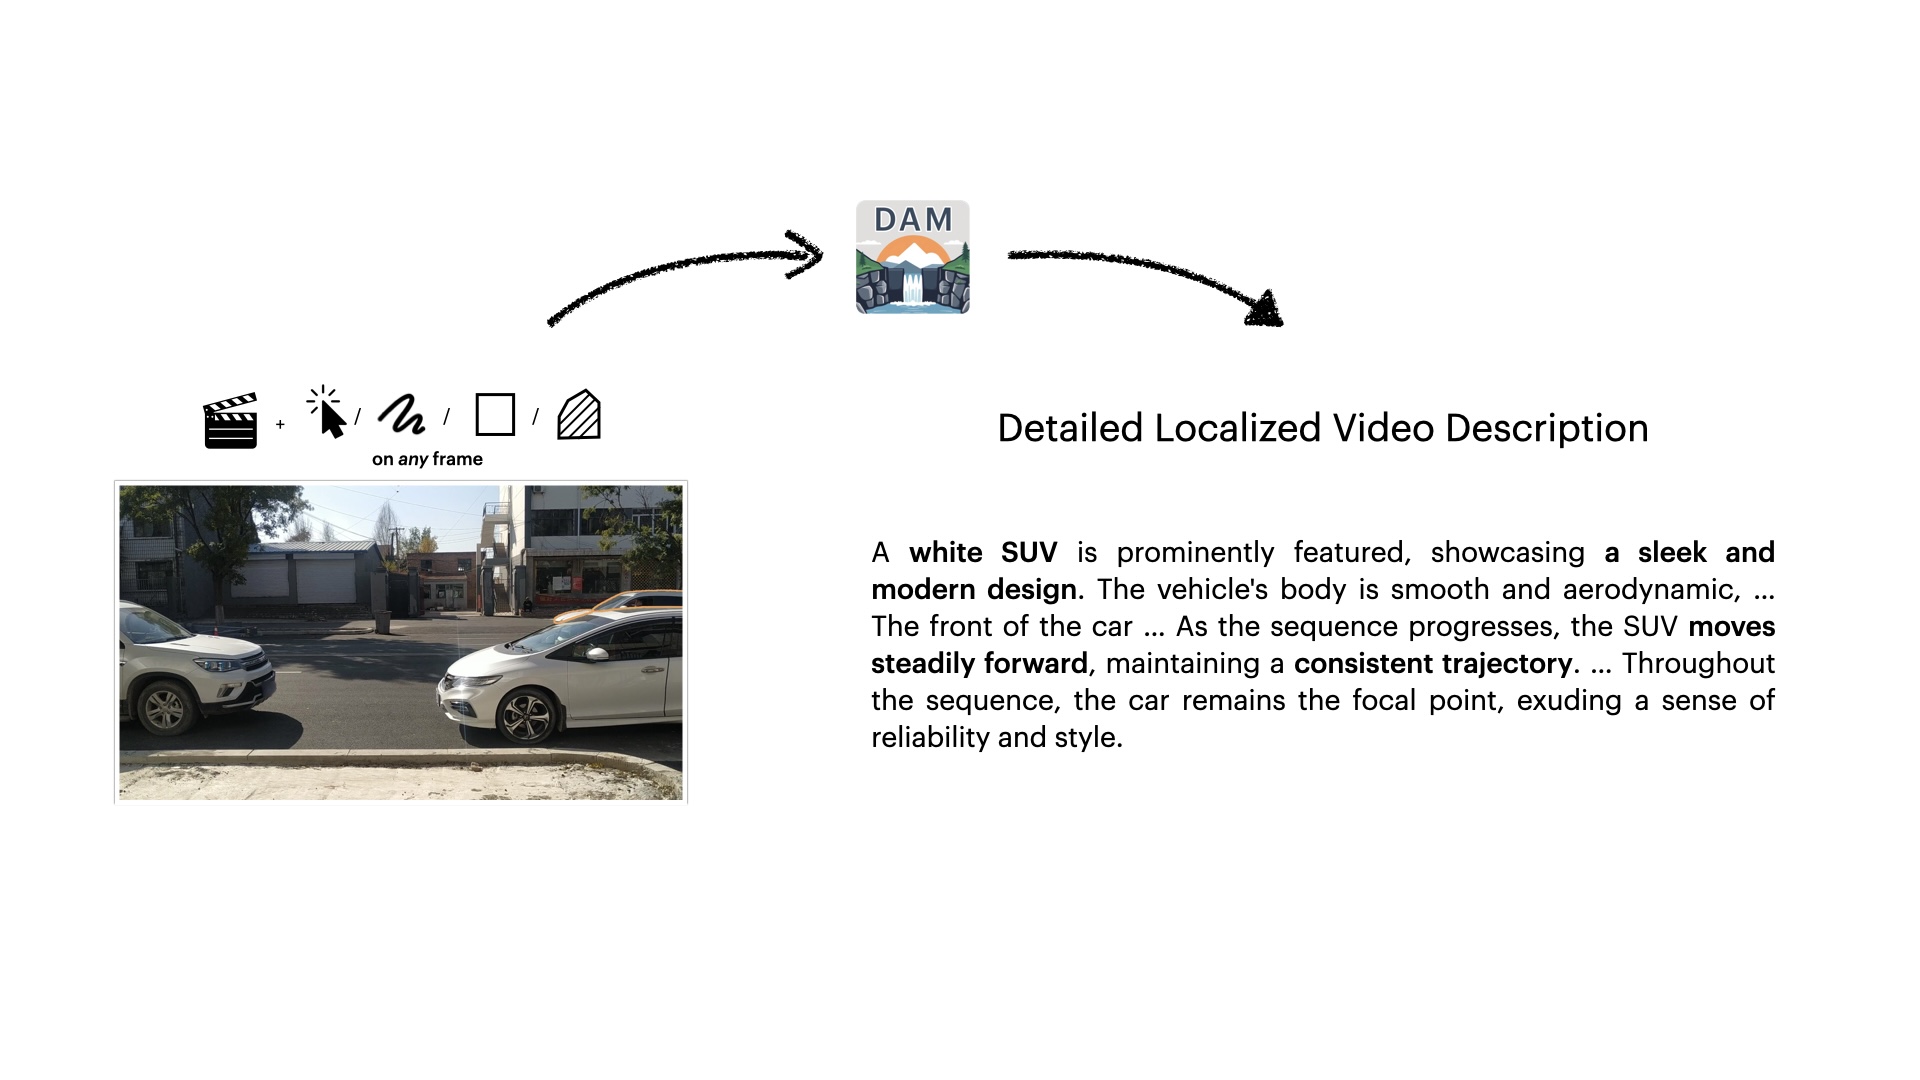 DAM
+ / / /
on any frame
Detailed Localized Video Description
A white SUV is prominently featured, showcasing a sleek and
modern design. The vehicle's body is smooth and aerodynamic, ...
The front of the car ... As the sequence progresses, the SUV moves
steadily forward, maintaining a consistent trajectory. ... Throughout
the sequence, the car remains the focal point, exuding a sense of
reliability and style.